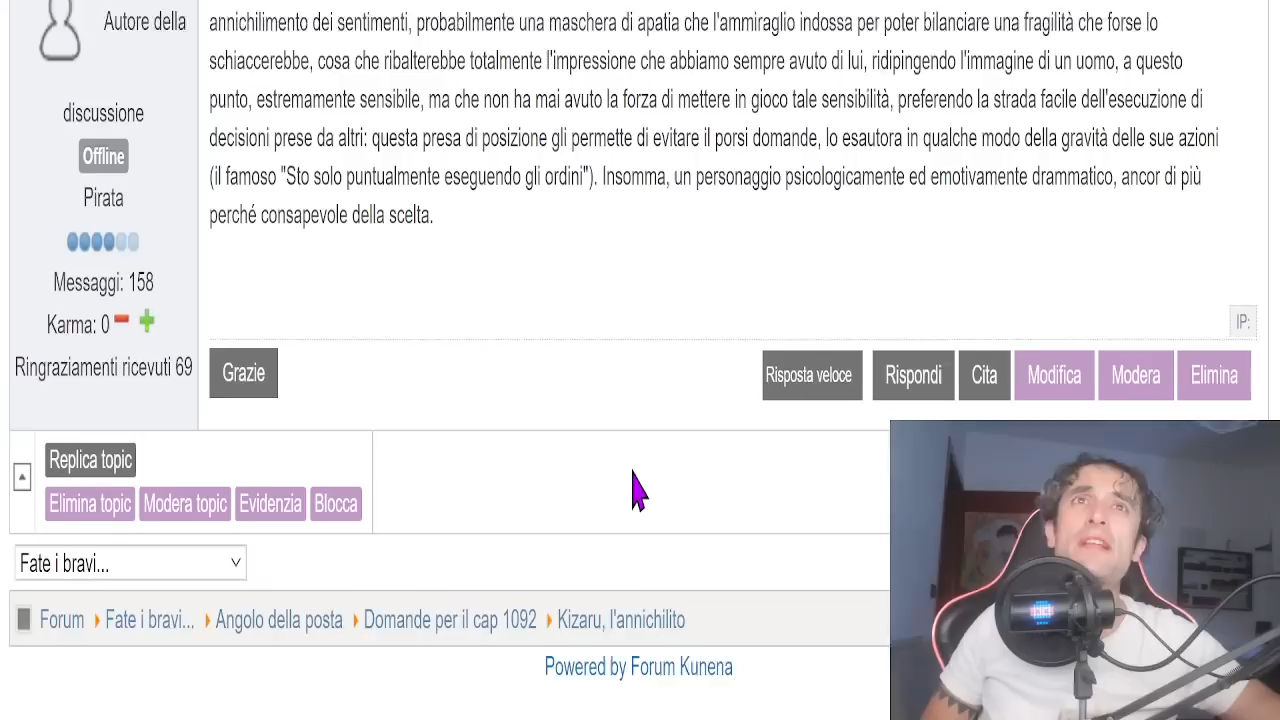 Autore della
discussione
Offline
Pirata
Messaggi: 158
Karma: 0
Ringraziamenti ricevuti 69
annichilimento dei sentimenti, probabilmente una maschera di apatia che l'ammiraglio indossa per poter bilanciare una fragilità che forse lo
schiaccerebbe, cosa che ribalterebbe totalmente l'impressione che abbiamo sempre avuto di lui, ridipingendo l'immagine di un uomo, a questo
punto, estremamente sensibile, ma che non ha mai avuto la forza di mettere in gioco tale sensibilità, preferendo la strada facile dell'esecuzione di
decisioni prese da altri: questa presa di posizione gli permette di evitare il porsi domande, lo esautora in qualche modo della gravità delle sue azioni
(il famoso "Sto solo puntualmente eseguendo gli ordini"). Insomma, un personaggio psicologicamente ed emotivamente drammatico, ancor di più
perché consapevole della scelta.
IP:
Grazie
Risposta veloce Rispondi Cita Modifica Modera Elimina
Replica topic
Elimina topic Modera topic Evidenzia Blocca
Fate i bravi...
Forum Fate i bravi... Angolo della posta. Domande per il cap 1092 Kizaru, l'annichilito
Powered by Forum Kunena